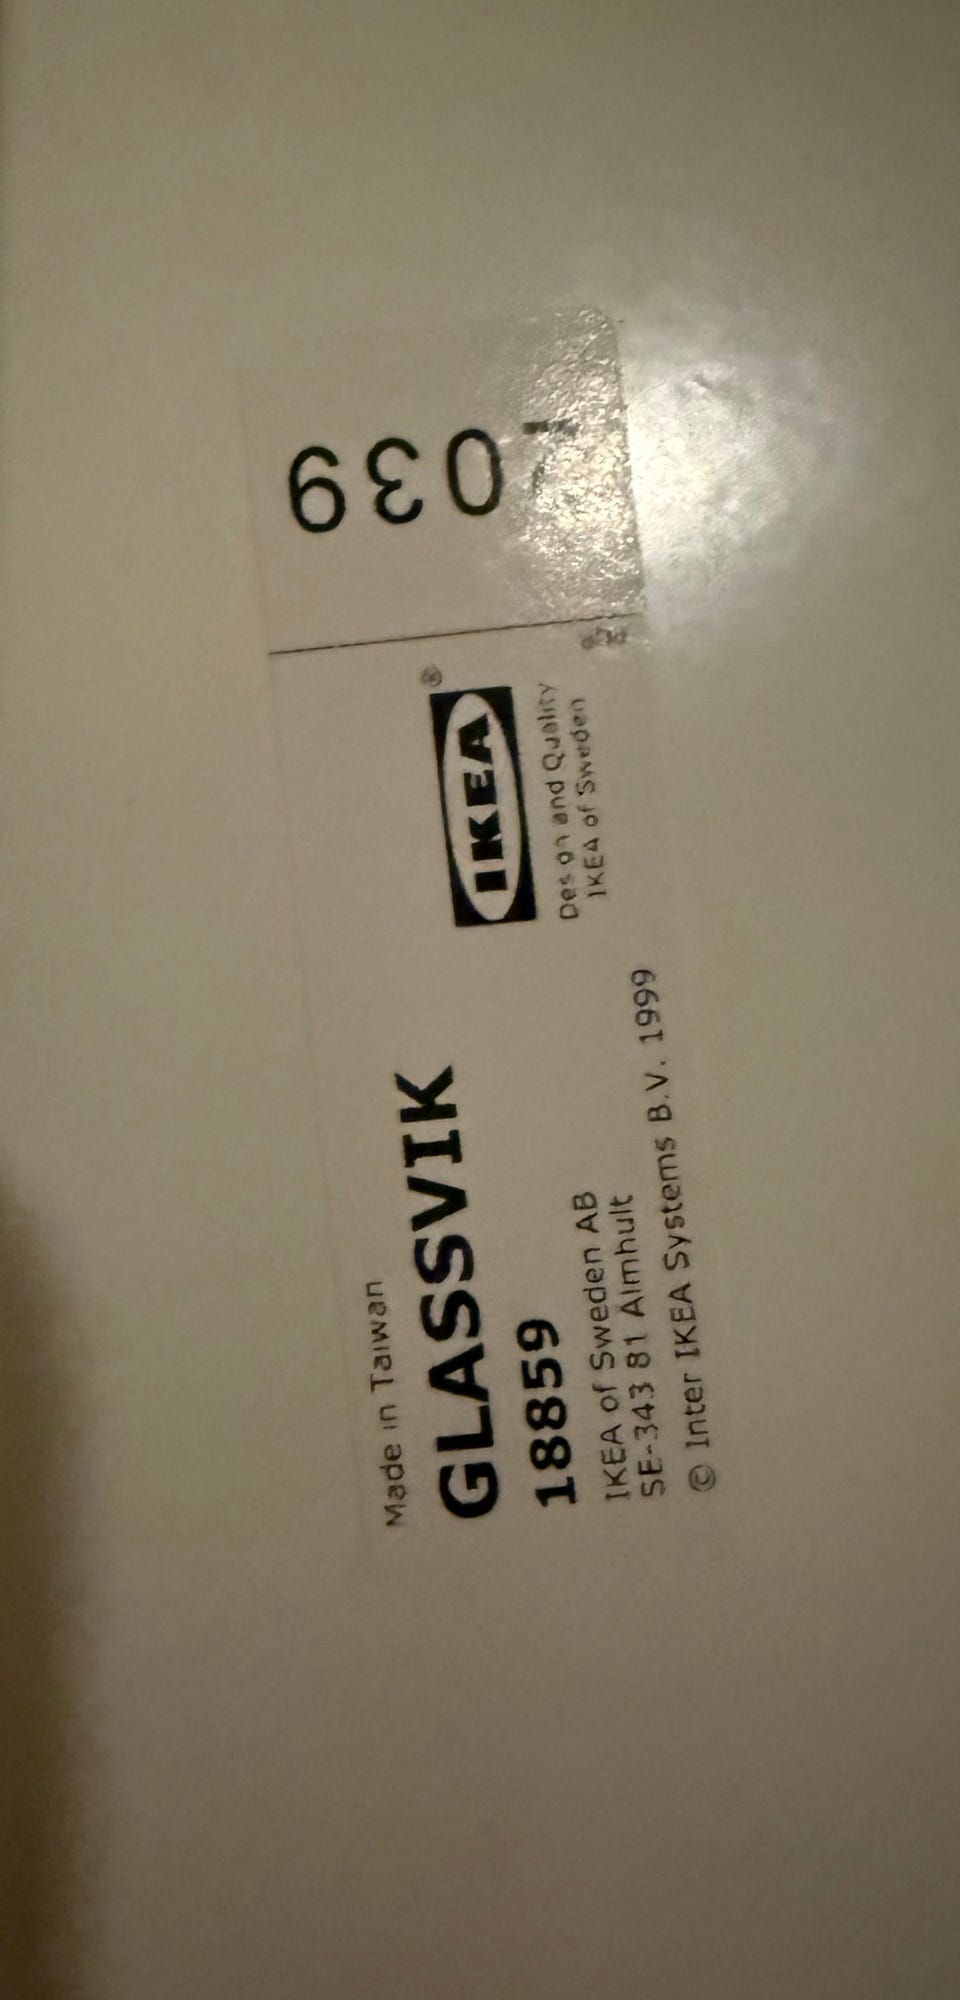 Made in Taiwan
GLASSVIK
18859
IKEA of Sweden AB
SE-343 81 Älmhult
© Inter IKEA Systems B.V. 1999
IKEA®
Design and Quality
IKEA of Sweden